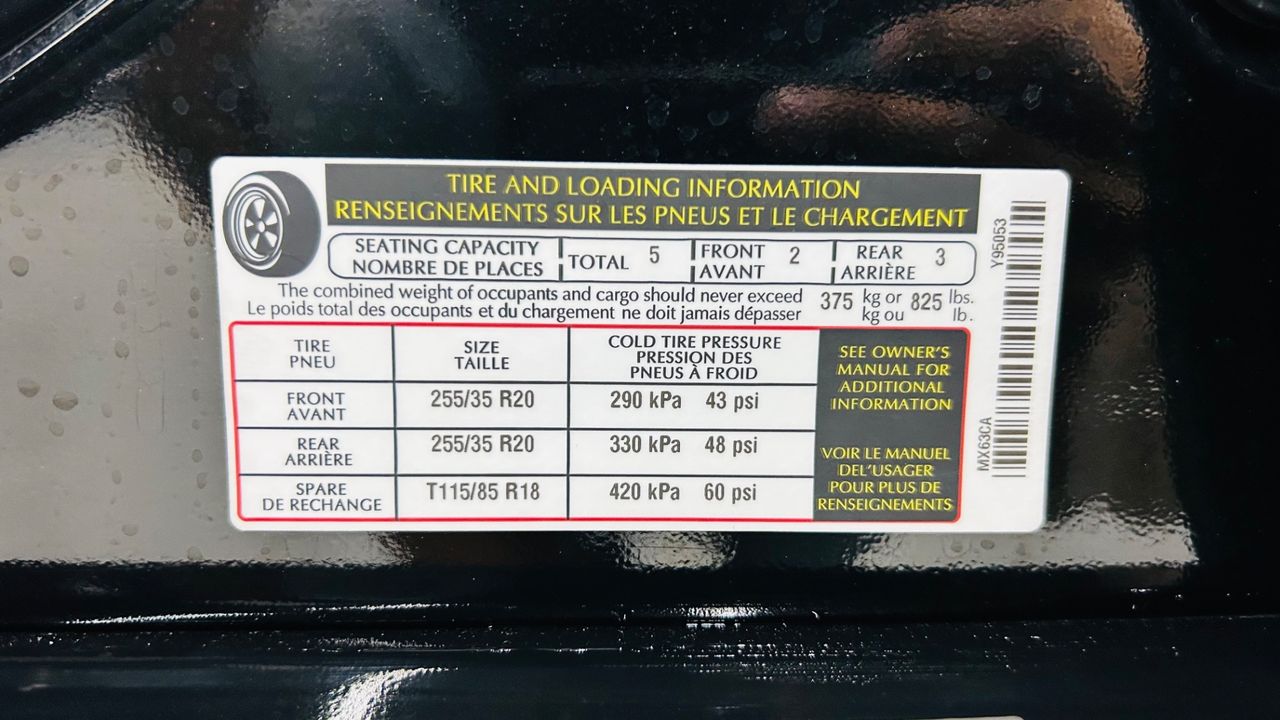 TIRE AND LOADING INFORMATION
RENSEIGNEMENTS SUR LES PNEUS ET LE CHARGEMENT
SEATING CAPACITY
NOMBRE DE PLACES
TOTAL 5
FRONT
AVANT
2
REAR
ARRIÈRE
3
The combined weight of occupants and cargo should never exceed 375 kg or 825 lbs.
Le poids total des occupants et du chargement ne doit jamais dépasser kg ou lb.
TIRE
PNEU
SIZE
TAILLE
COLD TIRE PRESSURE
PRESSION DES
PNEUS À FROID
FRONT
AVANT
255/35 R20
290 kPa 43 psi
REAR
ARRIÈRE
255/35 R20
330 kPa 48 psi
SPARE
DE RECHANGE
T115/85 R18
420 kPa 60 psi
SEE OWNER'S
MANUAL FOR
ADDITIONAL
INFORMATION
VOIR LE MANUEL
DEL'USAGER
POUR PLUS DE
RENSEIGNEMENTS
Y95053
MX63CA